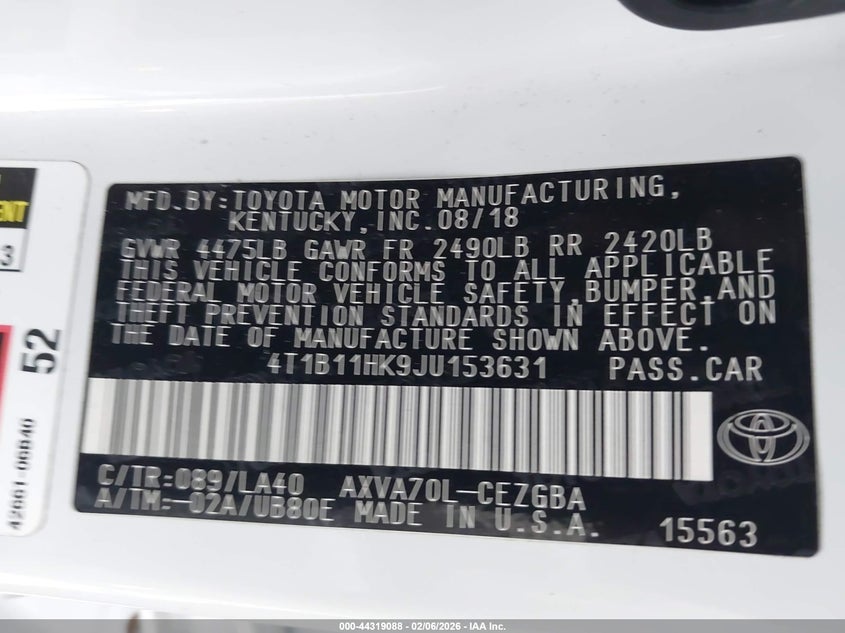 MFD.BY:TOYOTA MOTOR MANUFACTURING,
KENTUCKY,INC.08/18
GVWR 4475LB GAWR FR 2490LB RR 2420LB
THIS VEHICLE CONFORMS TO ALL APPLICABLE
FEDERAL MOTOR VEHICLE SAFETY,BUMPER,AND
THEFT PREVENTION STANDARDS IN EFFECT ON
THE DATE OF MANUFACTURE SHOWN ABOVE.
4T1B11HK9JU153631 PASS.CAR
C/TR:089/LA40 AXVA70L-CEZGBA
A/TM:-02A/UB80E MADE IN U.S.A. 15563
52
42661-06840
3
000-44319088 - 02/06/2026 - IAA Inc.